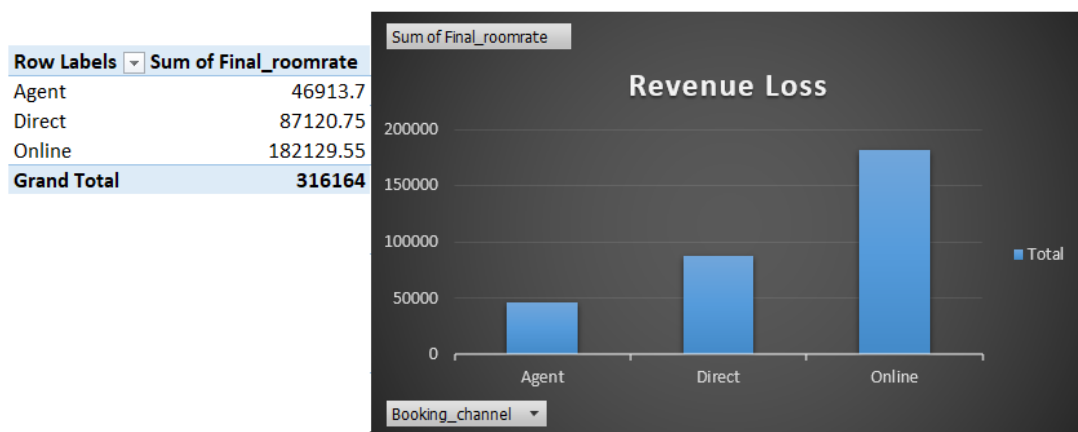 Row Labels Sum of Final_roomrate
Agent 46913.7
Direct 87120.75
Online 182129.55
Grand Total 316164
Sum of Final_roomrate
Revenue Loss
200000
150000
100000
50000
0
Agent Direct Online
Total
Booking_channel